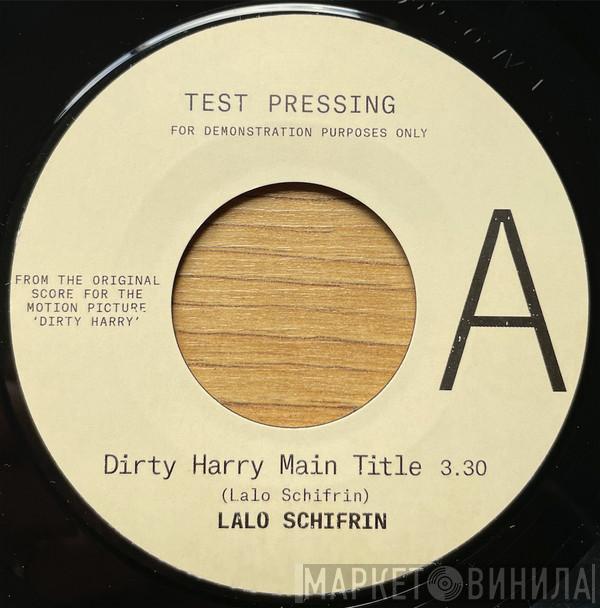 TEST PRESSING
FOR DEMONSTRATION PURPOSES ONLY
FROM THE ORIGINAL
SCORE FOR THE
MOTION PICTURE
‘DIRTY HARRY’
A
Dirty Harry Main Title 3.30
(Lalo Schifrin)
LALO SCHIFRIN
МАРКЕТ ВИНИЛА